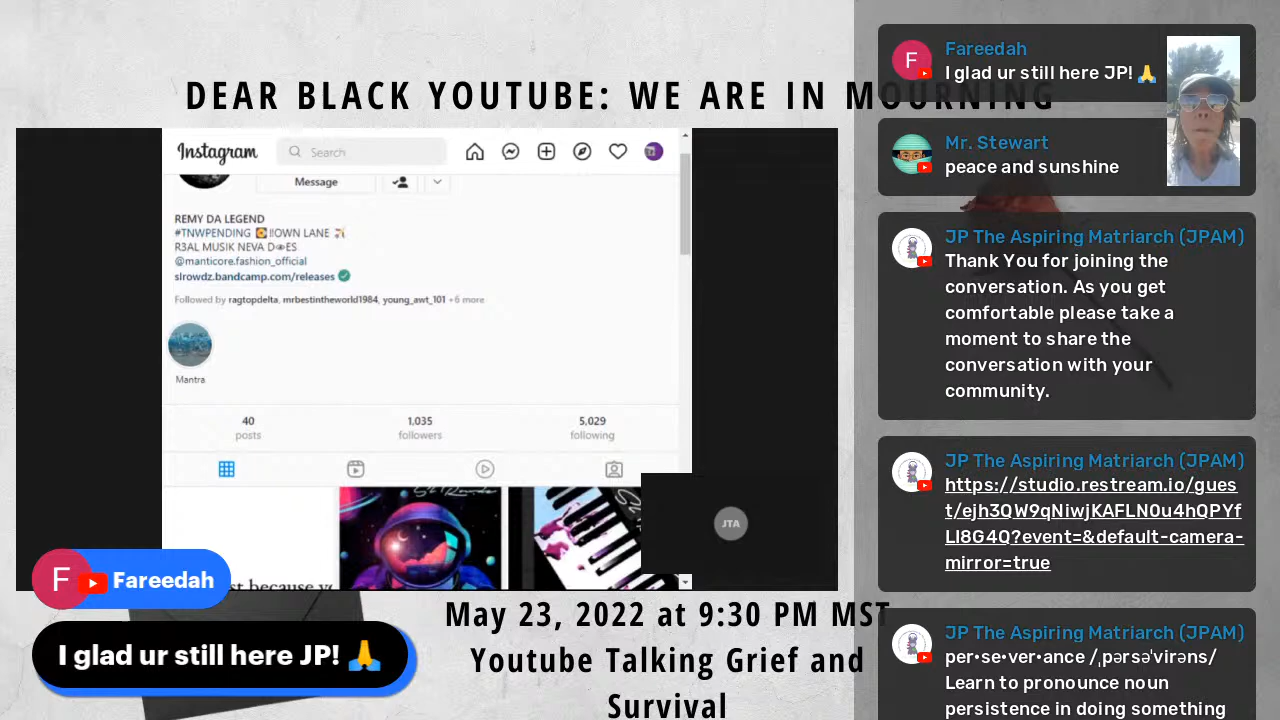 DEAR BLACK YOUTUBE: WE ARE IN MOURNING
Instagram
Search
Message
REMY DA LEGEND
#TNWPENDING 💽‼OWN LANE 🏹
R3AL MUSIK NEVA D👁ES
@manticore.fashion_official
slrowdz.bandcamp.com/releases
Followed by ragtopdelta, mrbestintheworld1984, young_awt_101 +6 more
Mantra
40
posts
1,035
followers
5,029
following
JTA
F Fareedah
I glad ur still here JP! 🙏
May 23, 2022 at 9:30 PM MST
Youtube Talking Grief and
Survival
F
Fareedah
I glad ur still here JP! 🙏
Mr. Stewart
peace and sunshine
JP The Aspiring Matriarch (JPAM)
Thank You for joining the
conversation. As you get
comfortable please take a
moment to share the
conversation with your
community.
JP The Aspiring Matriarch (JPAM)
https://studio.restream.io/gues
t/ejh3QW9qNiwjKAFLN0u4hQPYf
LI8G4Q?event=&default-camera-
mirror=true
JP The Aspiring Matriarch (JPAM)
per·se·ver·ance /ˌpərsəˈvirəns/
Learn to pronounce noun
persistence in doing something